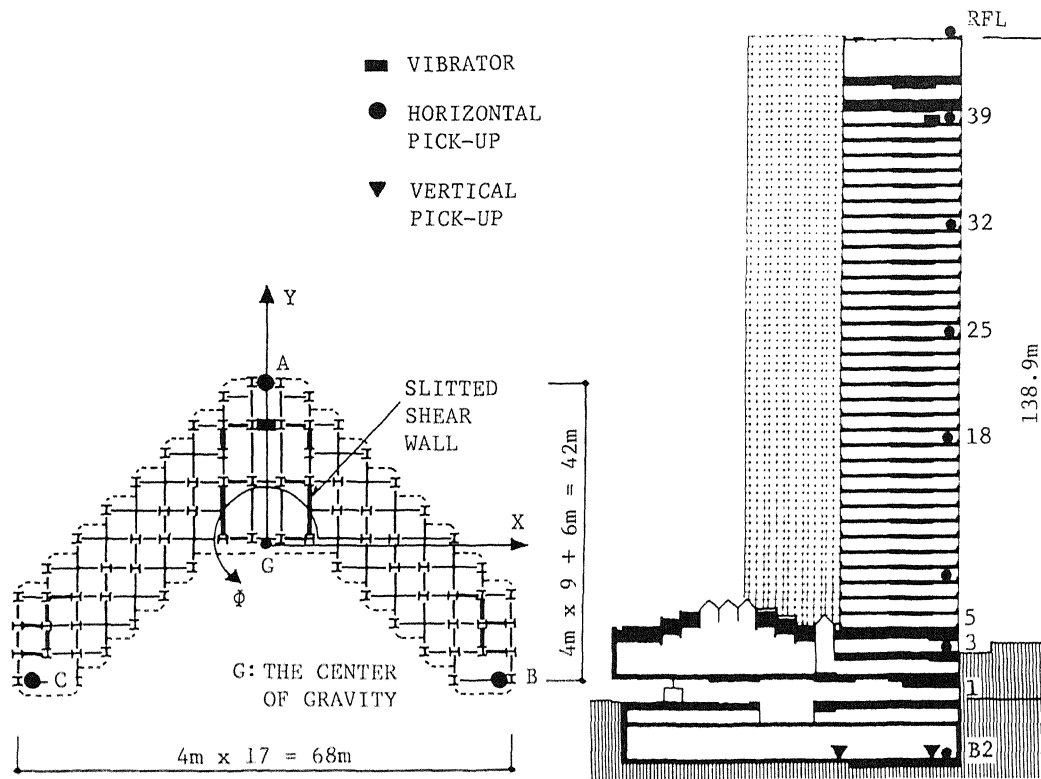 VIBRATOR
HORIZONTAL
PICK-UP
VERTICAL
PICK-UP
Y
A
SLITTED
SHEAR
WALL
X
G
Φ
C
B
G: THE CENTER
OF GRAVITY
4m x 17 = 68m
4m x 9 + 6m = 42m
RFL
39
32
25
18
5
3
1
B2
138.9m